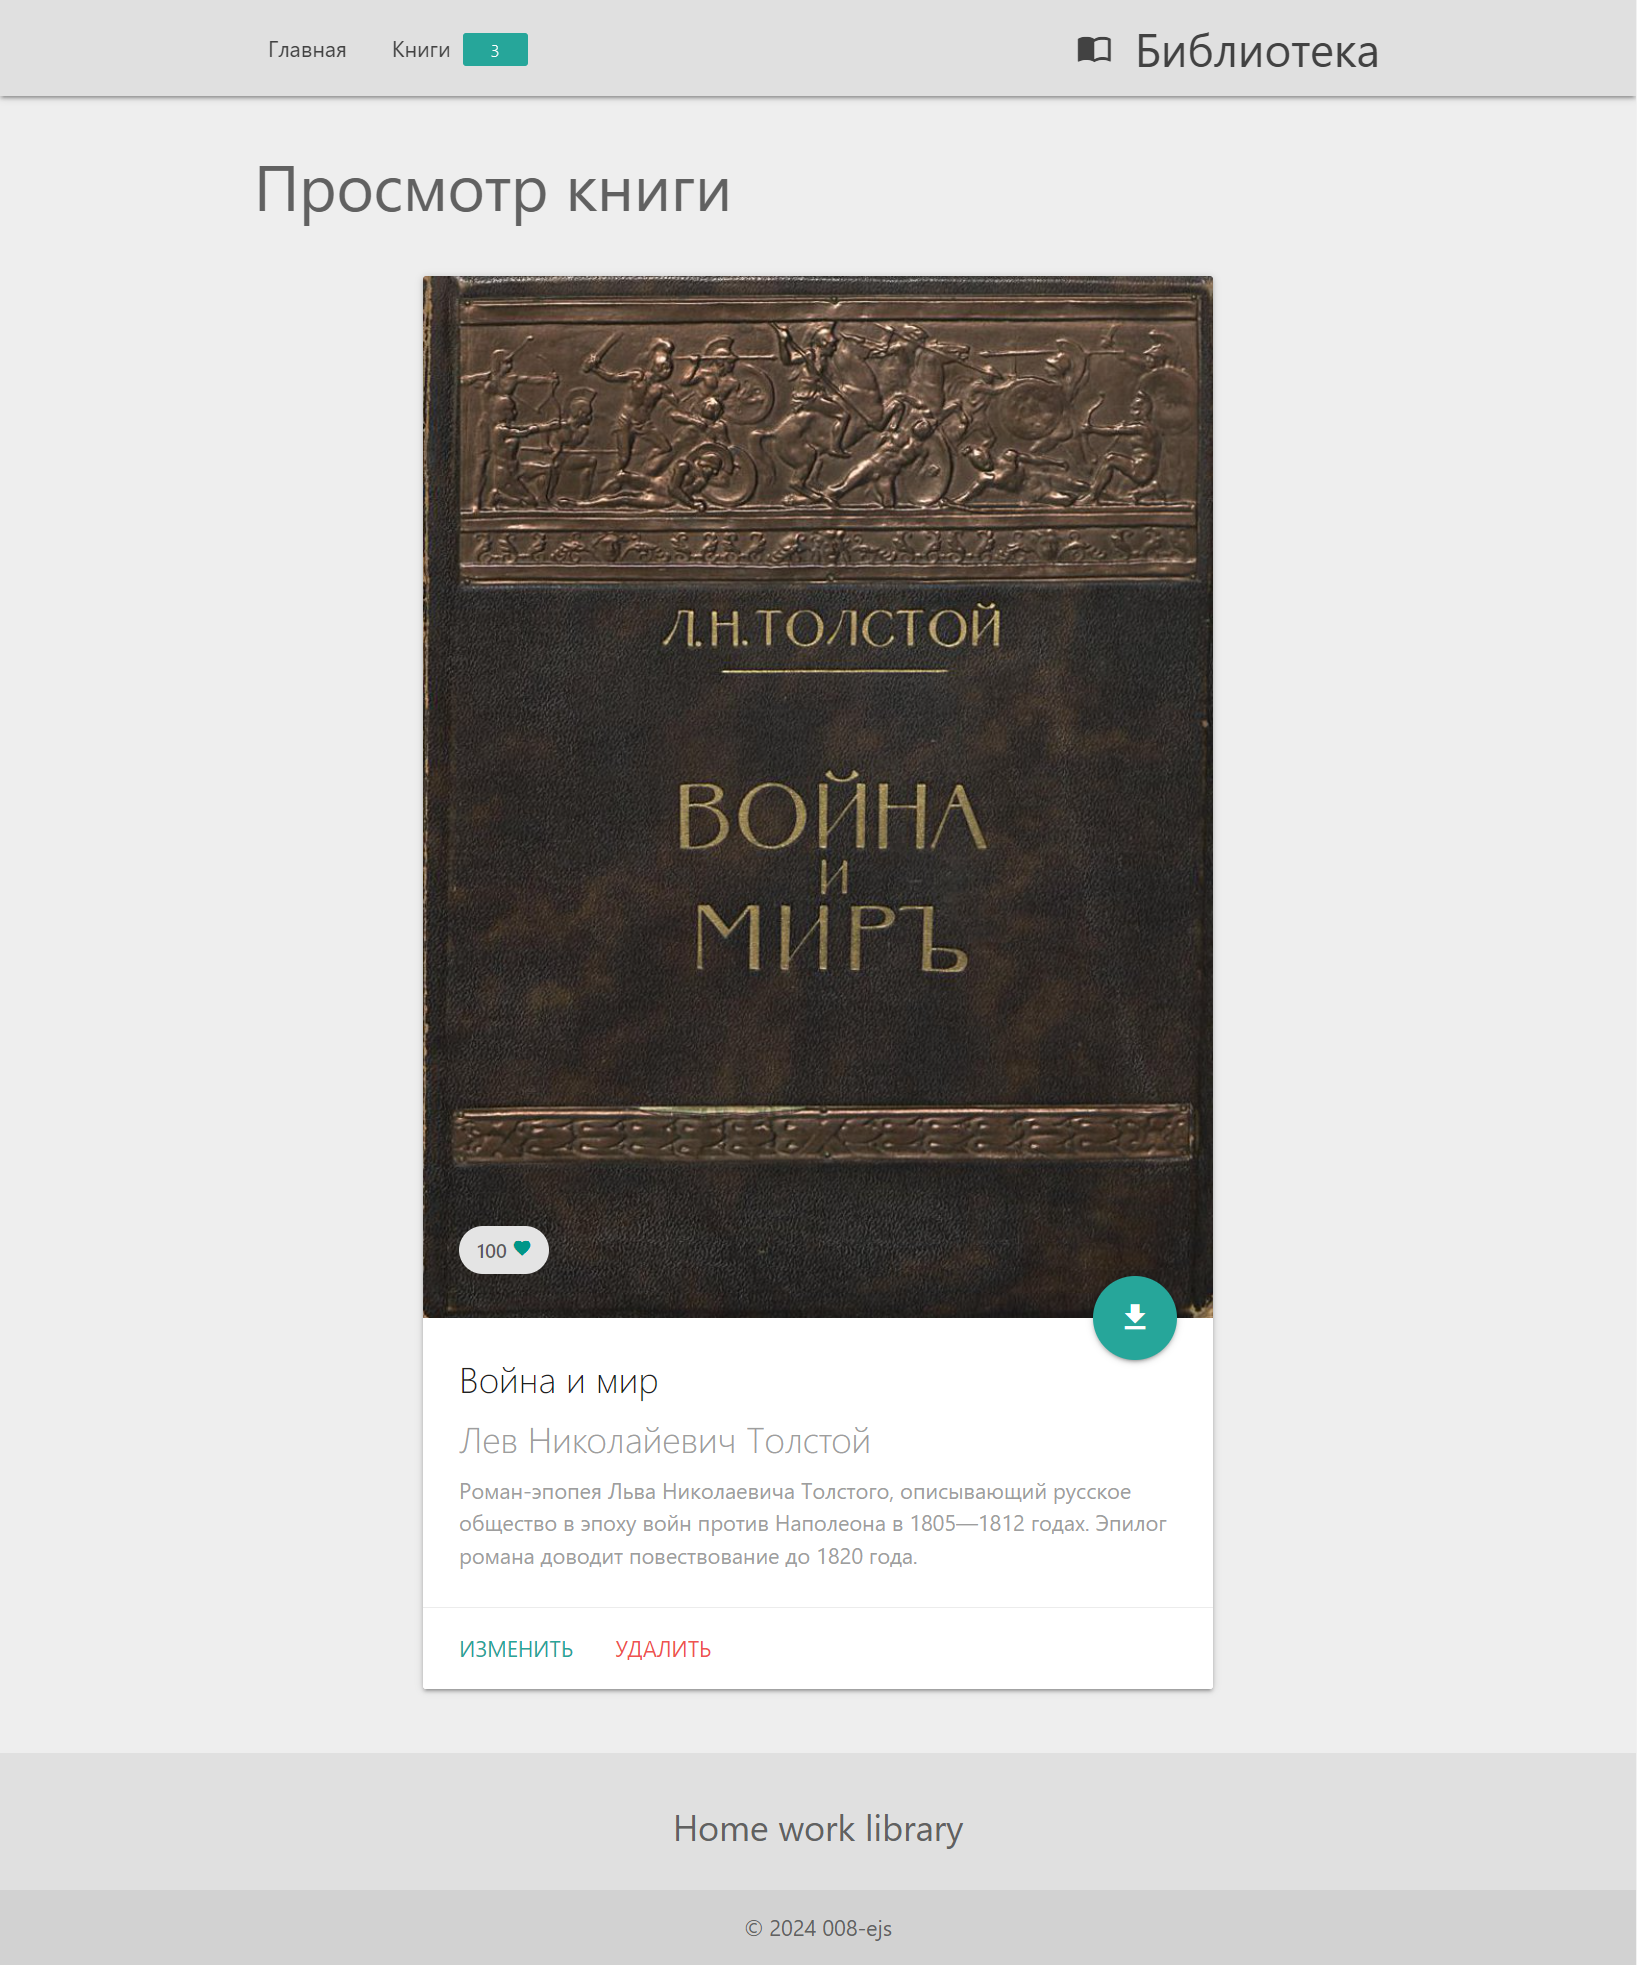 Главная Книги 3 Библиотека
Просмотр книги
Л.Н.ТОЛСТОЙ
ВОЙНА
И
МИРЪ
100
Война и мир
Лев Николайевич Толстой
Роман-эпопея Льва Николаевича Толстого, описывающий русское
общество в эпоху войн против Наполеона в 1805—1812 годах. Эпилог
романа доводит повествование до 1820 года.
ИЗМЕНИТЬ УДАЛИТЬ
Home work library
© 2024 008-ejs